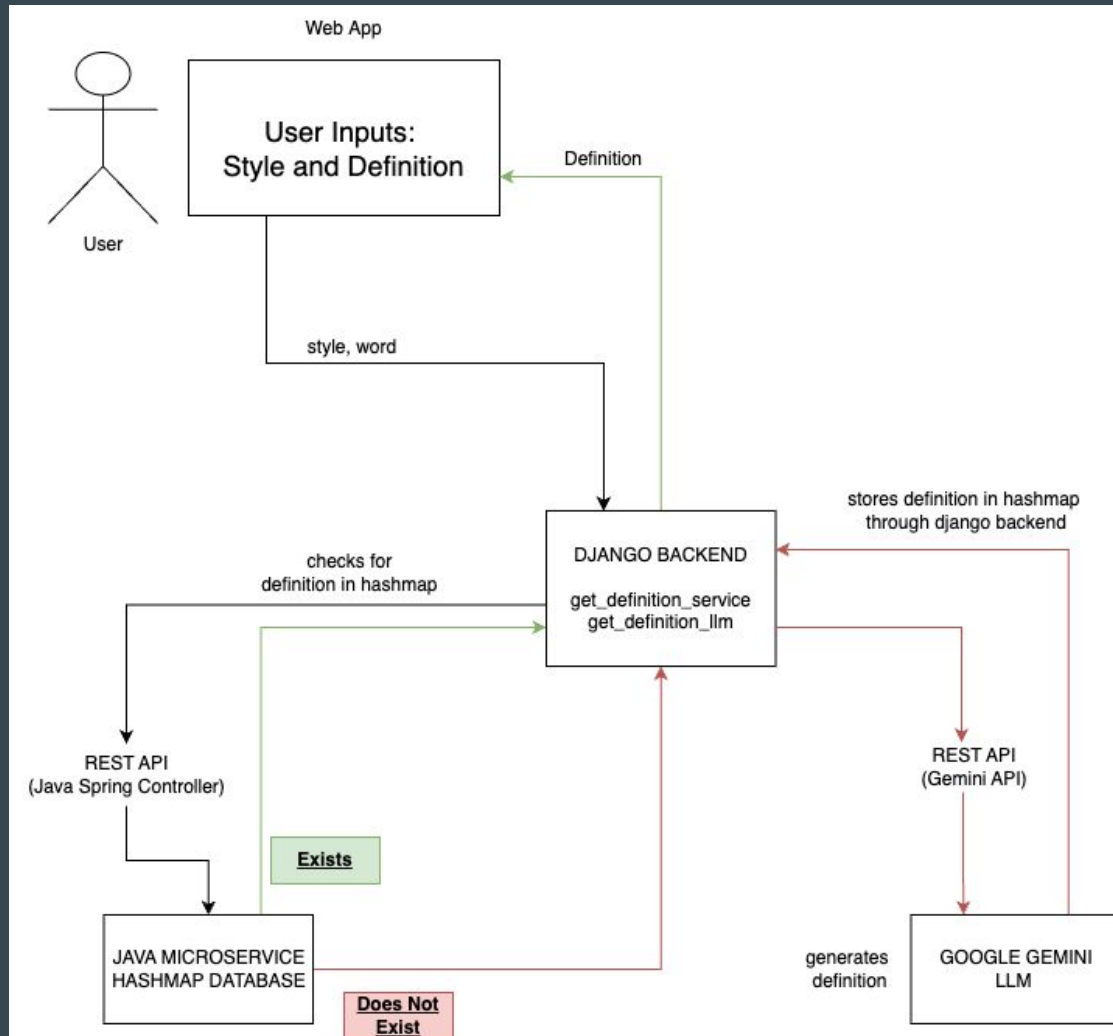 Web App
User Inputs:
Style and Definition
User
Definition
style, word
stores definition in hashmap
through django backend
DJANGO BACKEND
get_definition_service
get_definition_llm
checks for
definition in hashmap
REST API
(Java Spring Controller)
REST API
(Gemini API)
Exists
JAVA MICROSERVICE
HASHMAP DATABASE
generates
definition
GOOGLE GEMINI
LLM
Does Not
Exist